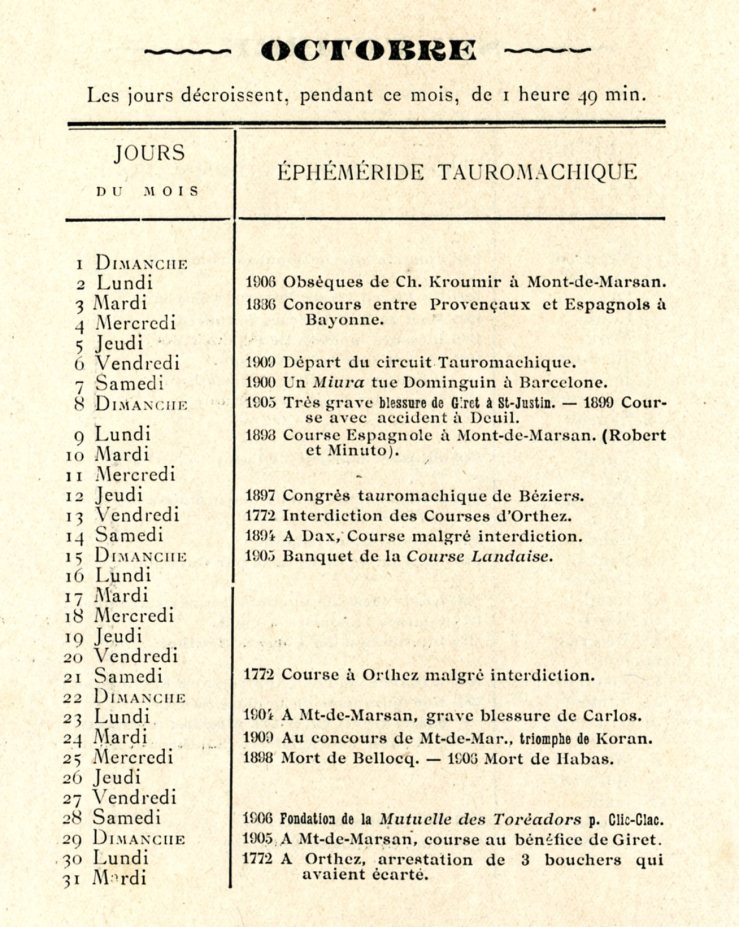 OCTOBRE
Les jours décroissent, pendant ce mois, de 1 heure 49 min.
JOURS
DU MOIS
ÉPHÉMÉRIDE TAUROMACHIQUE
1 DIMANCHE
2 Lundi 1906 Obsèques de Ch. Kroumir à Mont-de-Marsan.
3 Mardi 1886 Concours entre Provençaux et Espagnols à
4 Mercredi Bayonne.
5 Jeudi
6 Vendredi 1909 Départ du circuit Tauromachique.
7 Samedi 1900 Un Miura tue Dominguin à Barcelone.
8 DIMANCHE 1905 Très grave blessure de Giret à St-Justin. — 1899 Cour-
se avec accident à Deuil.
9 Lundi 1898 Course Espagnole à Mont-de-Marsan. (Robert
10 Mardi et Minuto).
11 Mercredi
12 Jeudi 1897 Congrès tauromachique de Béziers.
13 Vendredi 1772 Interdiction des Courses d'Orthez.
14 Samedi 1894 A Dax, Course malgré interdiction.
15 DIMANCHE 1905 Banquet de la Course Landaise.
16 Lundi
17 Mardi
18 Mercredi
19 Jeudi
20 Vendredi
21 Samedi 1772 Course à Orthez malgré interdiction.
22 DIMANCHE
23 Lundi 1904 A Mt-de-Marsan, grave blessure de Carlos.
24 Mardi 1909 Au concours de Mt-de-Mar., triomphe de Koran.
25 Mercredi 1898 Mort de Bellocq. — 1906 Mort de Habas.
26 Jeudi
27 Vendredi
28 Samedi 1906 Fondation de la Mutuelle des Toréadors p. Clic-Clac.
29 DIMANCHE 1905 A Mt-de-Marsan, course au bénéfice de Giret.
30 Lundi 1772 A Orthez, arrestation de 3 bouchers qui
31 Mardi avaient écarté.